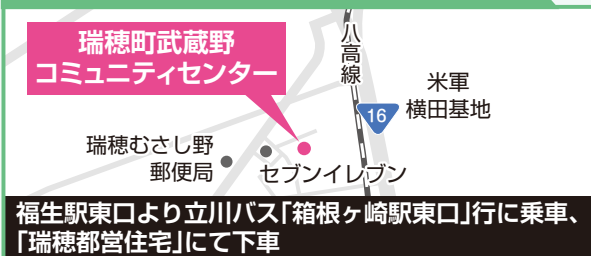 瑞穂町武蔵野
コミュニティセンター
八高線
16
米軍
横田基地
瑞穂むさし野
郵便局
セブンイレブン
福生駅東口より立川バス｢箱根ヶ崎駅東口｣行に乗車、
｢瑞穂都営住宅｣にて下車